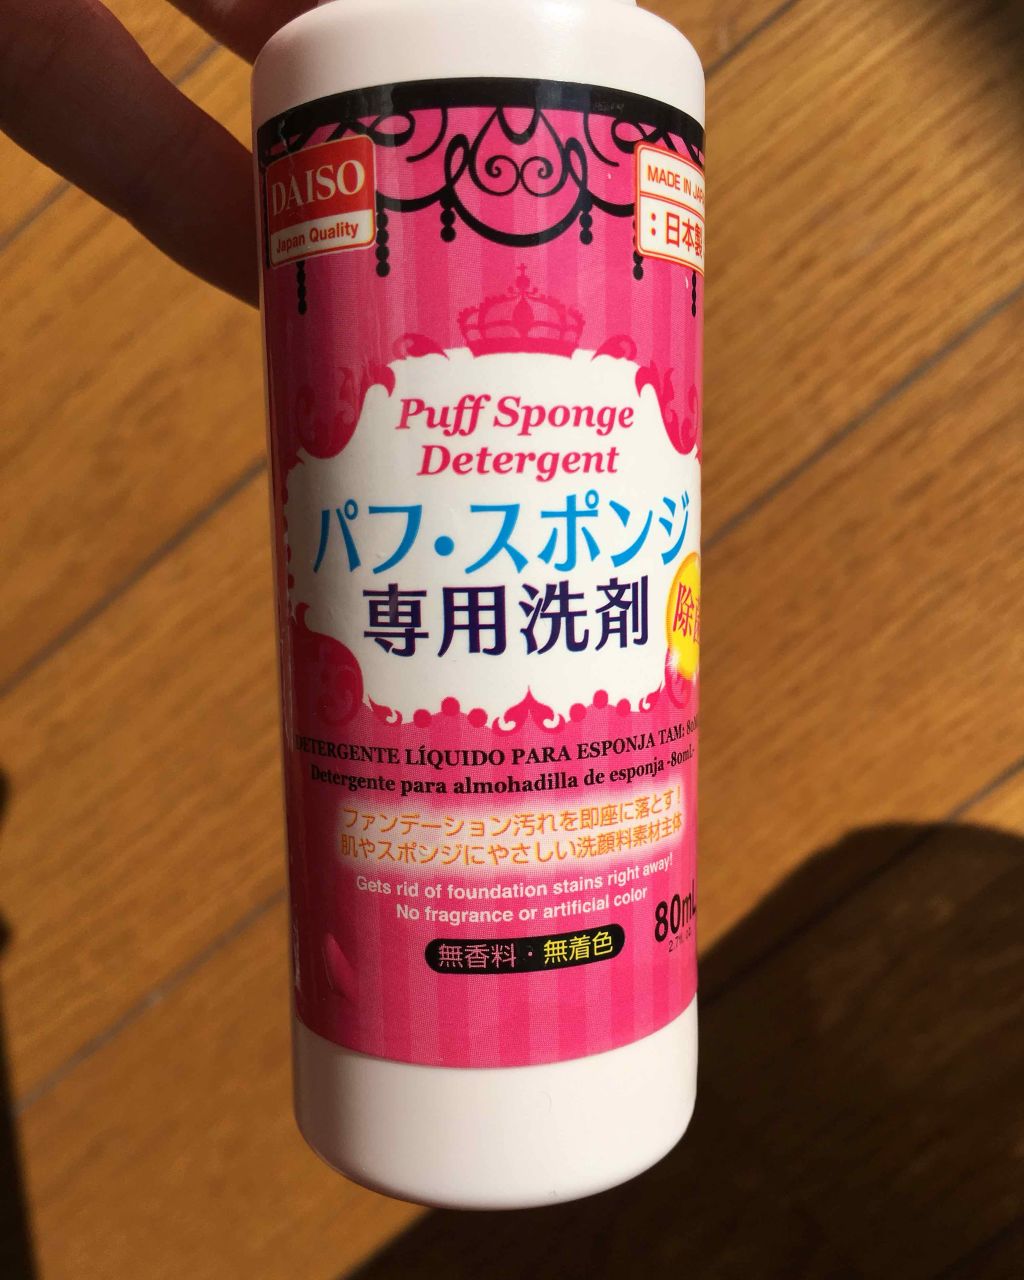 DAISO
Japan Quality
MADE IN
:日本製
Puff Sponge
Detergent
パフ・スポンジ
専用洗剤
DETERGENTE LÍQUIDO PARA ESPONJA TAM:
Detergente para almohadilla de esponja -80mL-
ファンデーション汚れを即座に落とす!
肌やスポンジにやさしい洗顔料素材主体
Gets rid of foundation stains right away!
No fragrance or artificial color
80mL
無香料・無着色